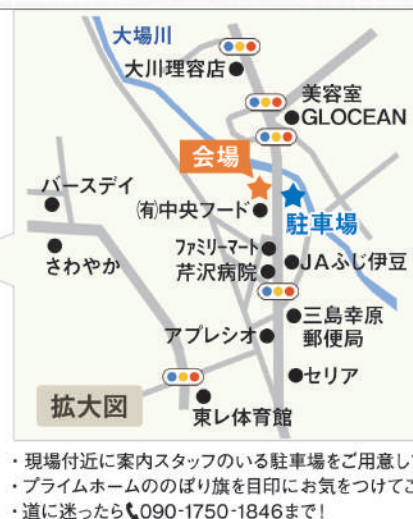 大場川
大川理容店
美容室
GLOCEAN
会場
バースデイ
(有)中央フード
駐車場
さわやか
ファミリーマート
芹沢病院
JAふじ伊豆
三島幸原
郵便局
アプレシオ
セリア
拡大図
東レ体育館
・現場付近に案内スタッフのいる駐車場をご用意し
・プライムホームののぼり旗を目印にお気をつけて
・道に迷ったら090-1750-1846まで!